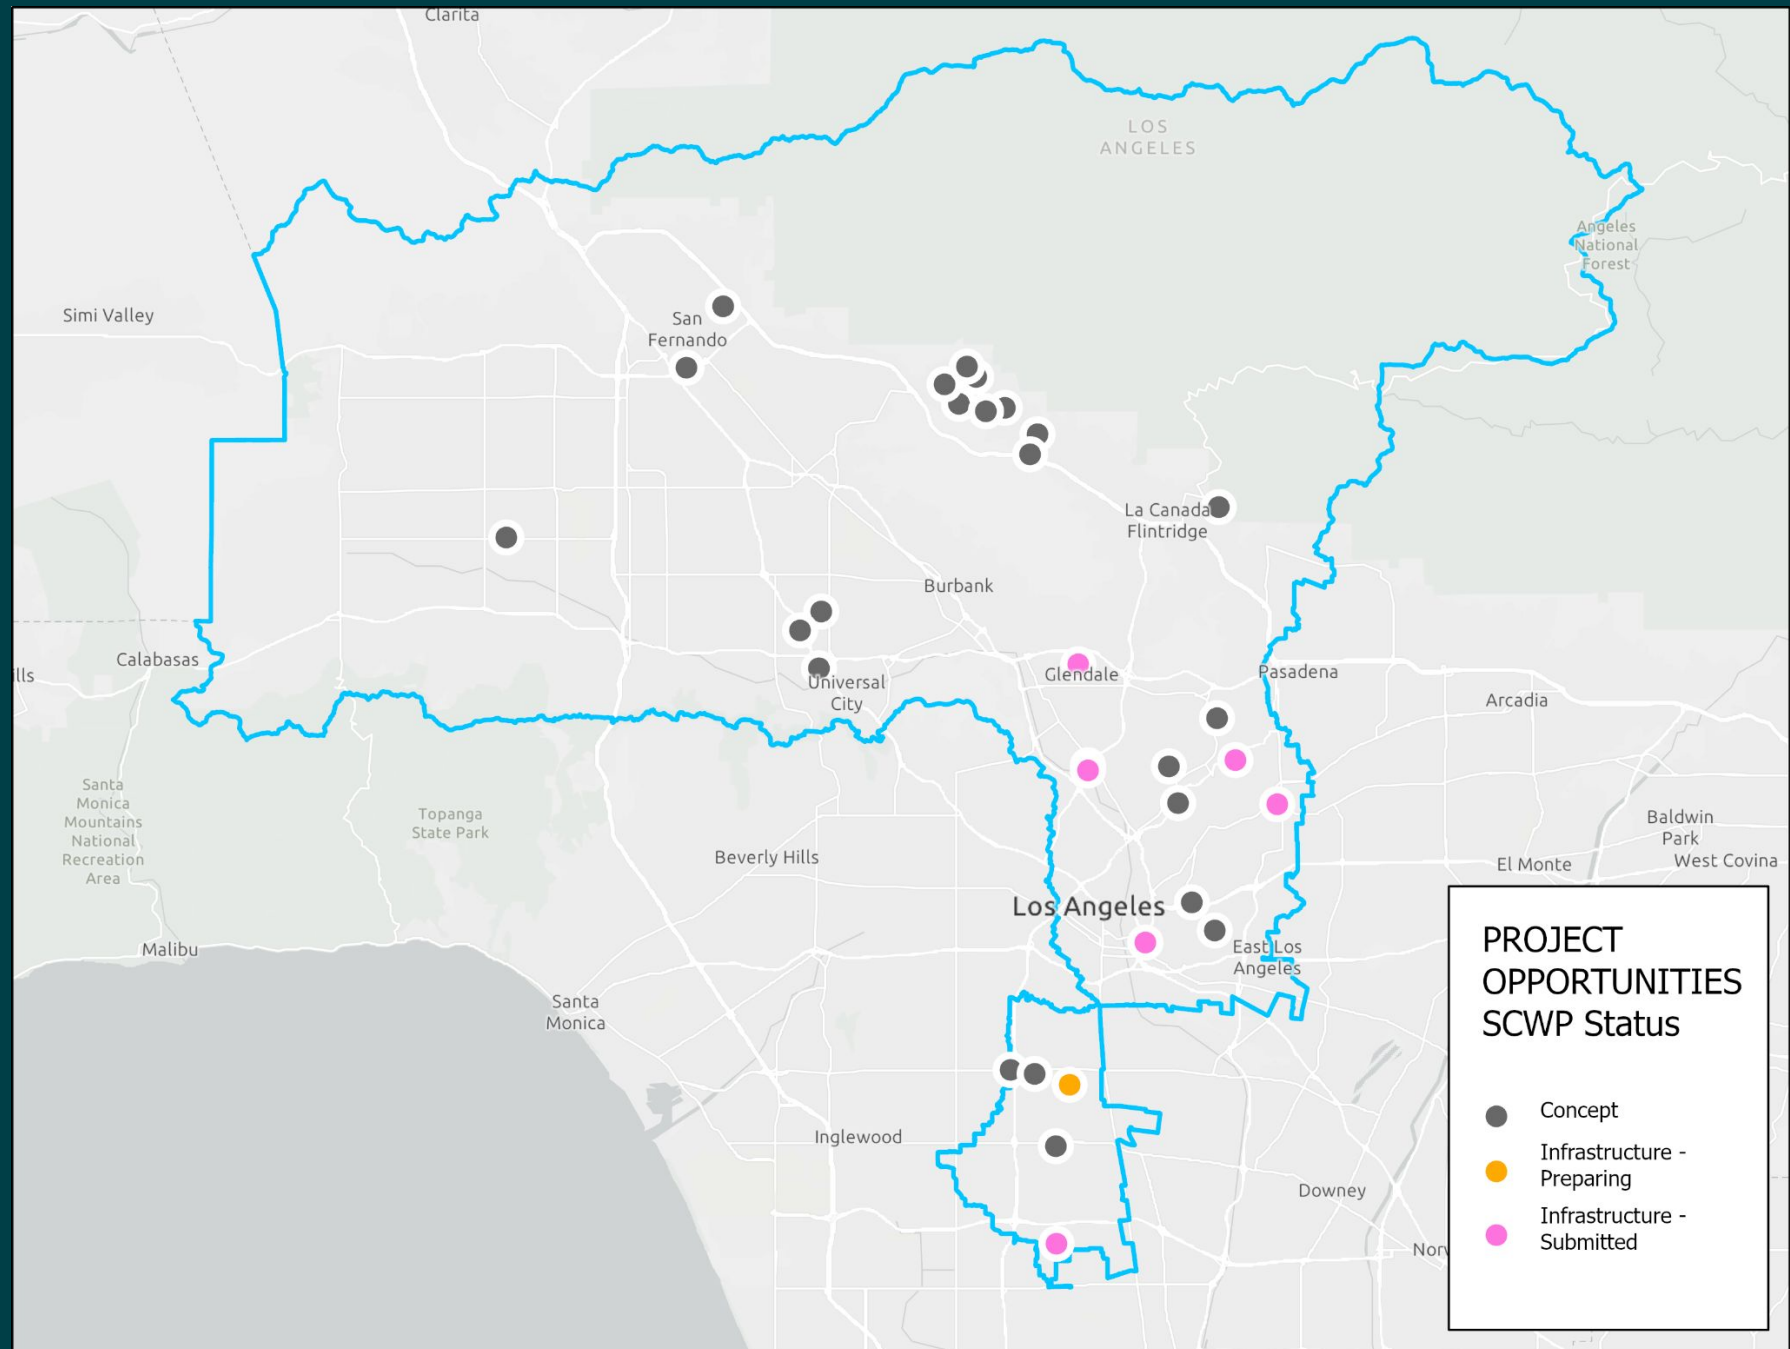 Clarita
LOS
ANGELES
Angeles
National
Forest
Simi Valley
San
Fernando
La Canada
Flintridge
Burbank
Calabasas
ills
Universal
City
Glendale
Pasadena
Arcadia
Santa
Monica
Mountains
National
Recreation
Area
Topanga
State Park
Beverly Hills
Baldwin
Park
West Covina
El Monte
Los Angeles
East Los
Angeles
Malibu
Santa
Monica
Inglewood
Downey
Norw
PROJECT
OPPORTUNITIES
SCWP Status
Concept
Infrastructure -
Preparing
Infrastructure -
Submitted